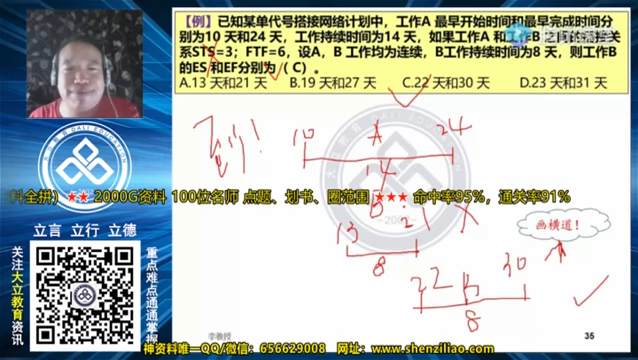 【例】已知某单代号搭接网络计划中，工作A 最早开始时间和最早完成时间分
别为10 天和24 天，工作持续时间为14 天，如果工作A 和工作B 之间的搭接关
系STS=3；FTF=6，设A，B 工作均为连续，B工作持续时间为8 天，则工作B
的ES 和EF分别为（ C ）。
A.13 天和21 天 B.19天和27 天 C.22 天和30 天 D.23 天和31 天
10 A 24
14
料全拼） ★★ 2000G资料 100位名师 点题、划书、圈范围 ★★★ 命中率95%，通关率91%
B
13 21 X
8
画横道！
22 B 30
8
立言 立行 立德
关注大立教育资讯
重点难点通通掌握
李教授
35
神资料唯一QQ/微信：656629008 网址：www.shenziliao.com